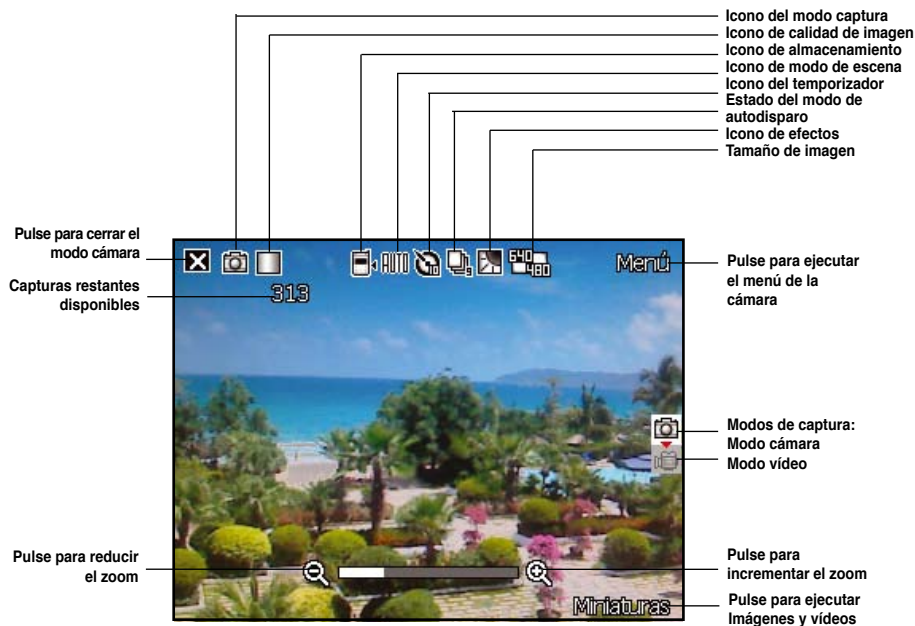 Icono del modo captura
Icono de calidad de imagen
Icono de almacenamiento
Icono de modo de escena
Icono del temporizador
Estado del modo de
autodisparo
Icono de efectos
Tamaño de imagen
Pulse para cerrar el
modo cámara
Capturas restantes
disponibles
AUTO
10
s
640
480
Menú
313
Pulse para ejecutar
el menú de la
cámara
Modos de captura:
Modo cámara
Modo vídeo
Pulse para reducir
el zoom
Pulse para
incrementar el zoom
Miniaturas
Pulse para ejecutar
Imágenes y vídeos